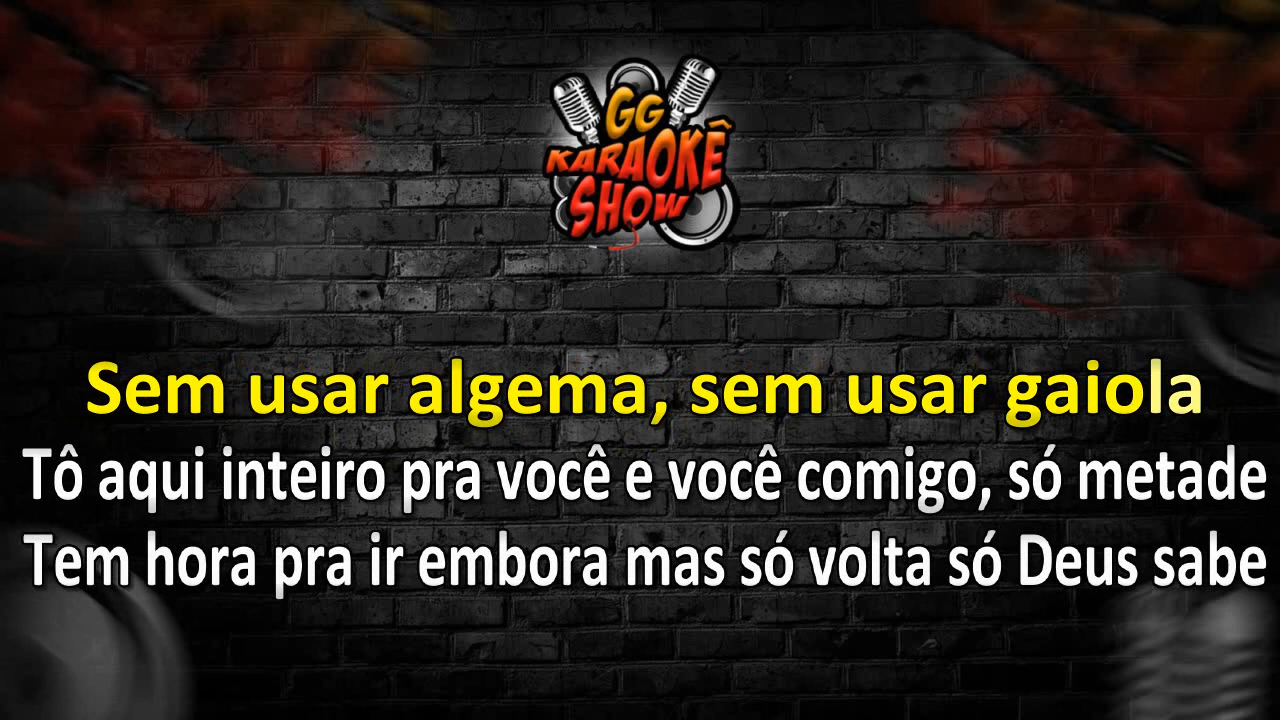 GG
KARAOKÊ
SHOW
Sem usar algema, sem usar gaiola
Tô aqui inteiro pra você e você comigo, só metade
Tem hora pra ir embora mas só volta só Deus sabe